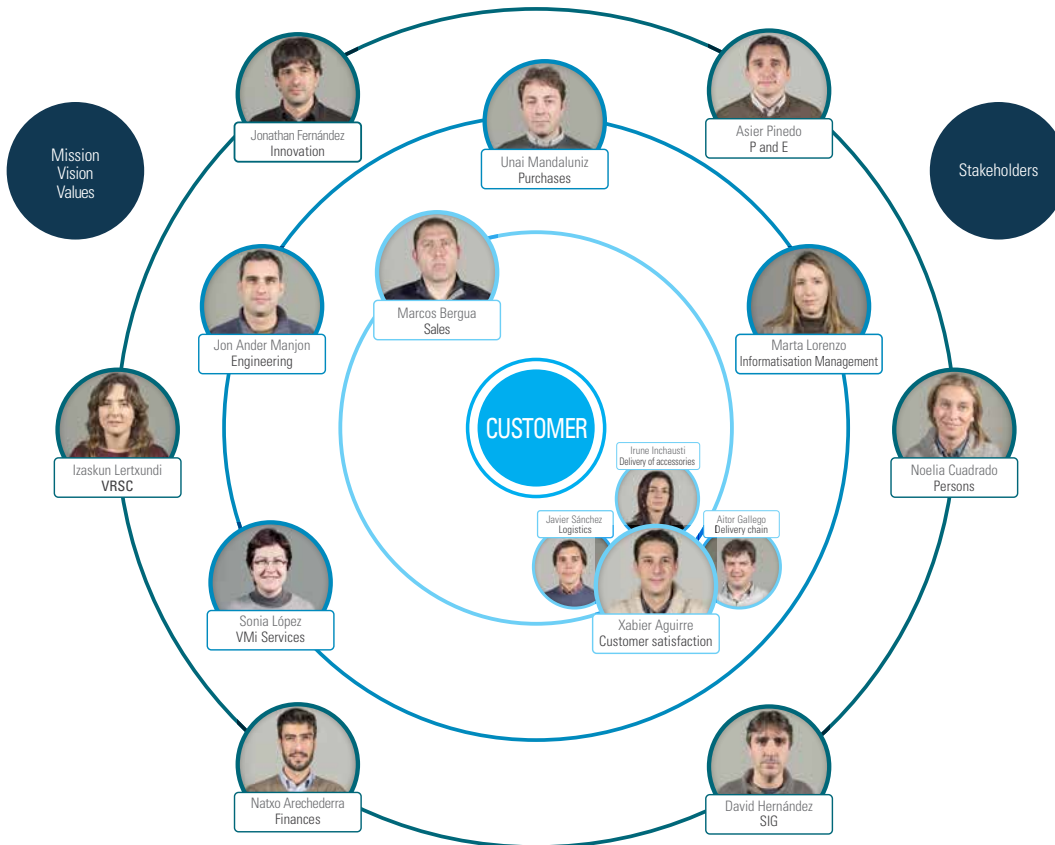 Jonathan Fernández
Innovation
Asier Pinedo
P and E
Mission
Vision
Values
Unai Mandaluniz
Purchases
Stakeholders
Marcos Bergua
Sales
Jon Ander Manjon
Engineering
Marta Lorenzo
Informatisation Management
CUSTOMER
Izaskun Lertxundi
VRSC
Irune Inchausti
Delivery of accessories
Noelia Cuadrado
Persons
Javier Sánchez
Logistics
Aitor Gallego
Delivery chain
Sonia López
VMi Services
Xabier Aguirre
Customer satisfaction
Natxo Arechederra
Finances
David Hernández
SIG